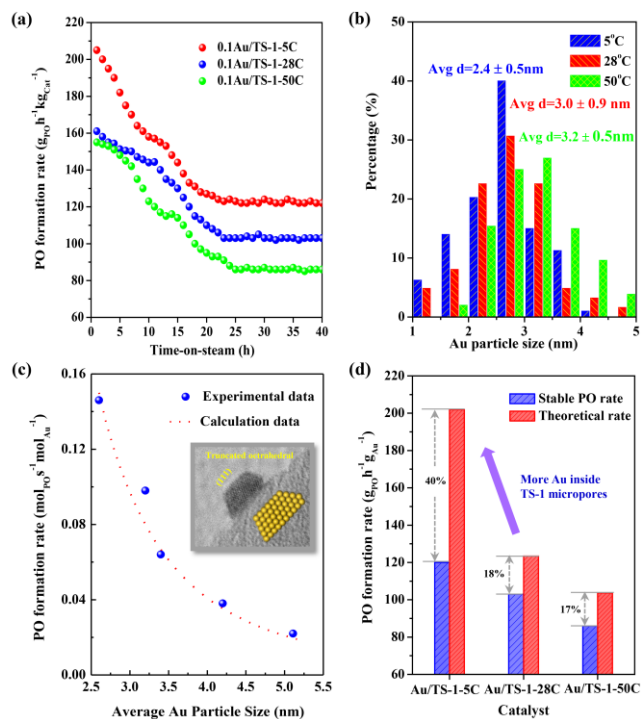 (a)
0.1Au/TS-1-5C
0.1Au/TS-1-28C
0.1Au/TS-1-50C
PO formation rate (g_PO h⁻¹ kg_Cat⁻¹)
220
200
180
160
140
120
100
80
60
40
0 5 10 15 20 25 30 35 40
Time-on-steam (h)
(b)
5°C
28°C
50°C
Avg d=2.4 ± 0.5nm
Avg d=3.0 ± 0.9 nm
Avg d=3.2 ± 0.5nm
Percentage (%)
50
40
30
20
10
0
1 2 3 4 5
Au particle size (nm)
(c)
Experimental data
Calculation data
Truncated octahedral
(111)
PO formation rate (mol_PO s⁻¹ mol_Au⁻¹)
0.16
0.12
0.08
0.04
0.00
2.5 3.0 3.5 4.0 4.5 5.0 5.5
Average Au Particle Size (nm)
(d)
Stable PO rate
Theoretical rate
40%
More Au inside
TS-1 micropores
18%
17%
PO formation rate (g_PO h⁻¹ g_Au⁻¹)
220
200
180
160
140
120
100
80
60
Au/TS-1-5C Au/TS-1-28C Au/TS-1-50C
Catalyst